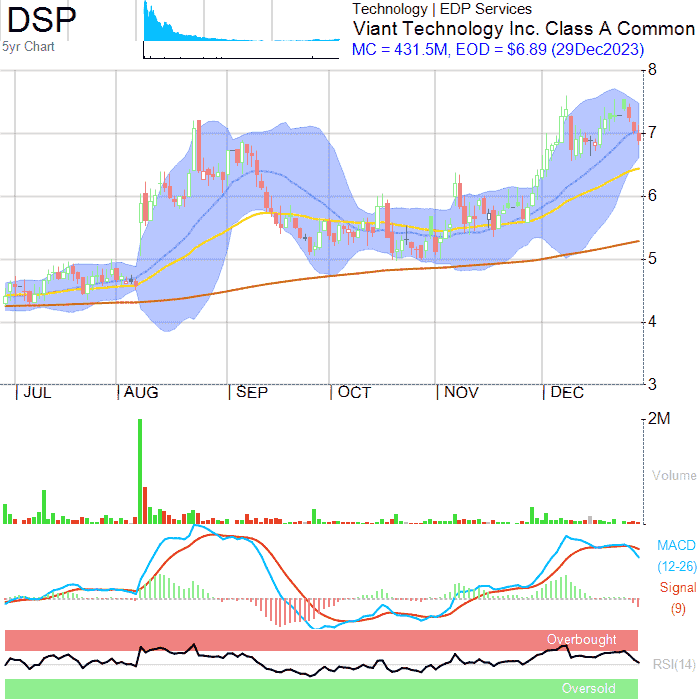 DSP
5yr Chart
Technology | EDP Services
Viant Technology Inc. Class A Common
MC = 431.5M, EOD = $6.89 (29Dec2023)
8
7
6
5
4
3
JUL AUG SEP OCT NOV DEC
2M
Volume
MACD
(12-26)
Signal
(9)
Overbought
RSI(14)
Oversold